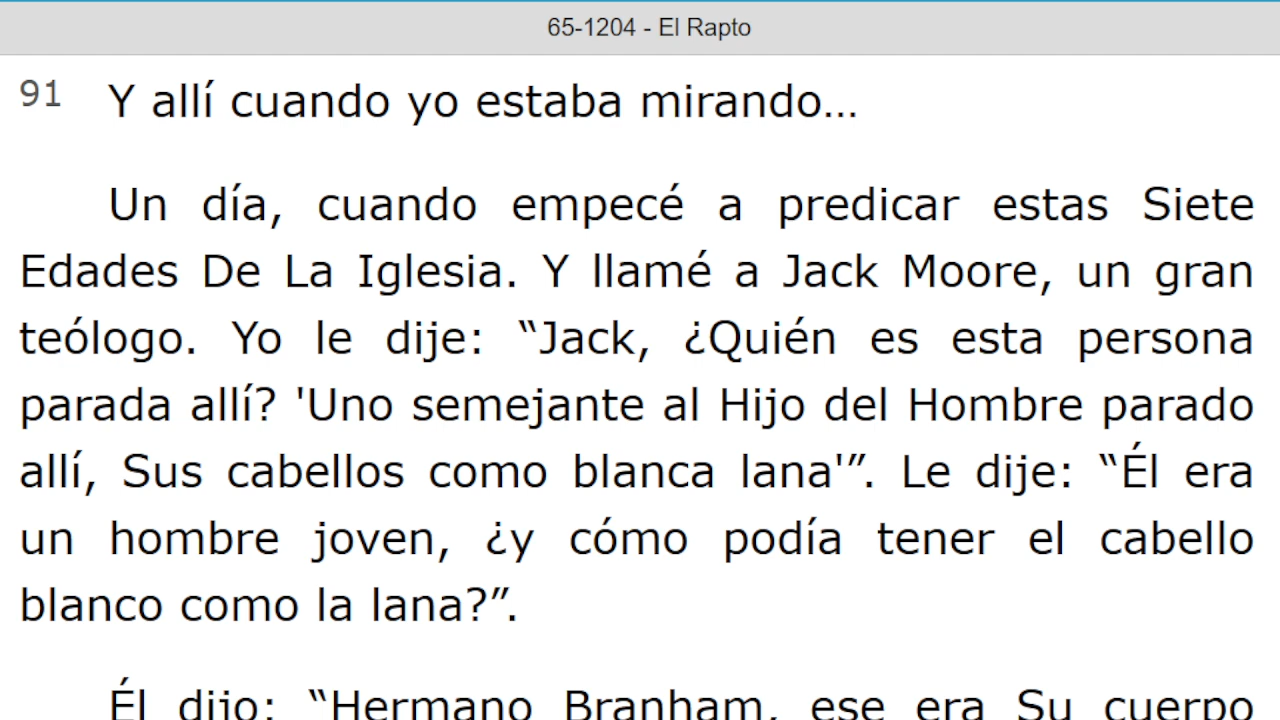 65-1204 - El Rapto
91 Y allí cuando yo estaba mirando…
Un día, cuando empecé a predicar estas Siete
Edades De La Iglesia. Y llamé a Jack Moore, un gran
teólogo. Yo le dije: “Jack, ¿Quién es esta persona
parada allí? 'Uno semejante al Hijo del Hombre parado
allí, Sus cabellos como blanca lana'”. Le dije: “Él era
un hombre joven, ¿y cómo podía tener el cabello
blanco como la lana?”.
Él dijo: “Hermano Branham, ese era Su cuerpo